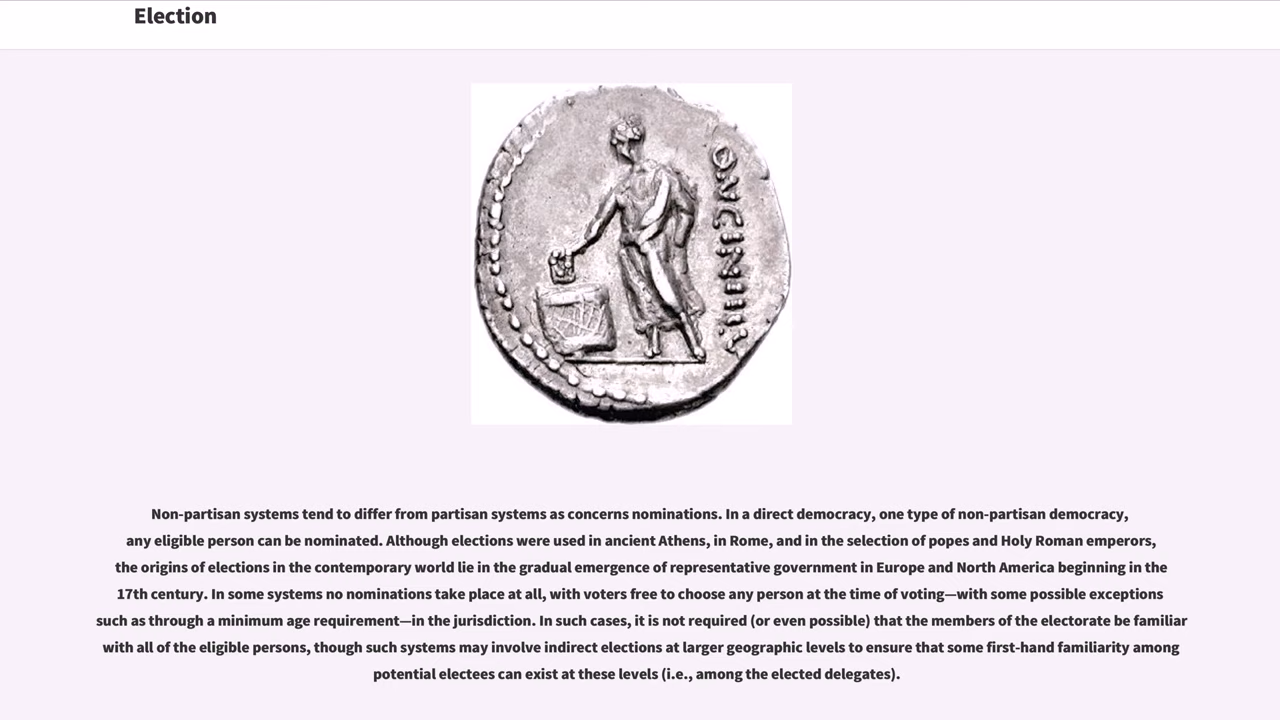 Election
Non-partisan systems tend to differ from partisan systems as concerns nominations. In a direct democracy, one type of non-partisan democracy,
any eligible person can be nominated. Although elections were used in ancient Athens, in Rome, and in the selection of popes and Holy Roman emperors,
the origins of elections in the contemporary world lie in the gradual emergence of representative government in Europe and North America beginning in the
17th century. In some systems no nominations take place at all, with voters free to choose any person at the time of voting—with some possible exceptions
such as through a minimum age requirement—in the jurisdiction. In such cases, it is not required (or even possible) that the members of the electorate be familiar
with all of the eligible persons, though such systems may involve indirect elections at larger geographic levels to ensure that some first-hand familiarity among
potential electees can exist at these levels (i.e., among the elected delegates).